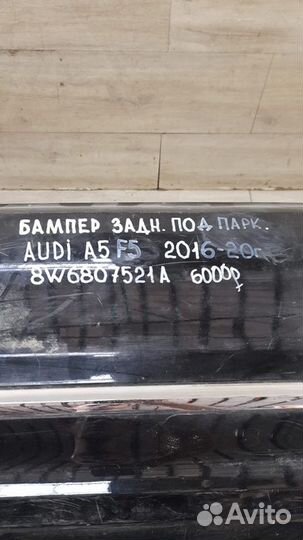 БАМПЕР ЗАДН. ПОД ПАРК.
AUDi A5 F5 2016-20г
8W6807521A 6000р
Avito